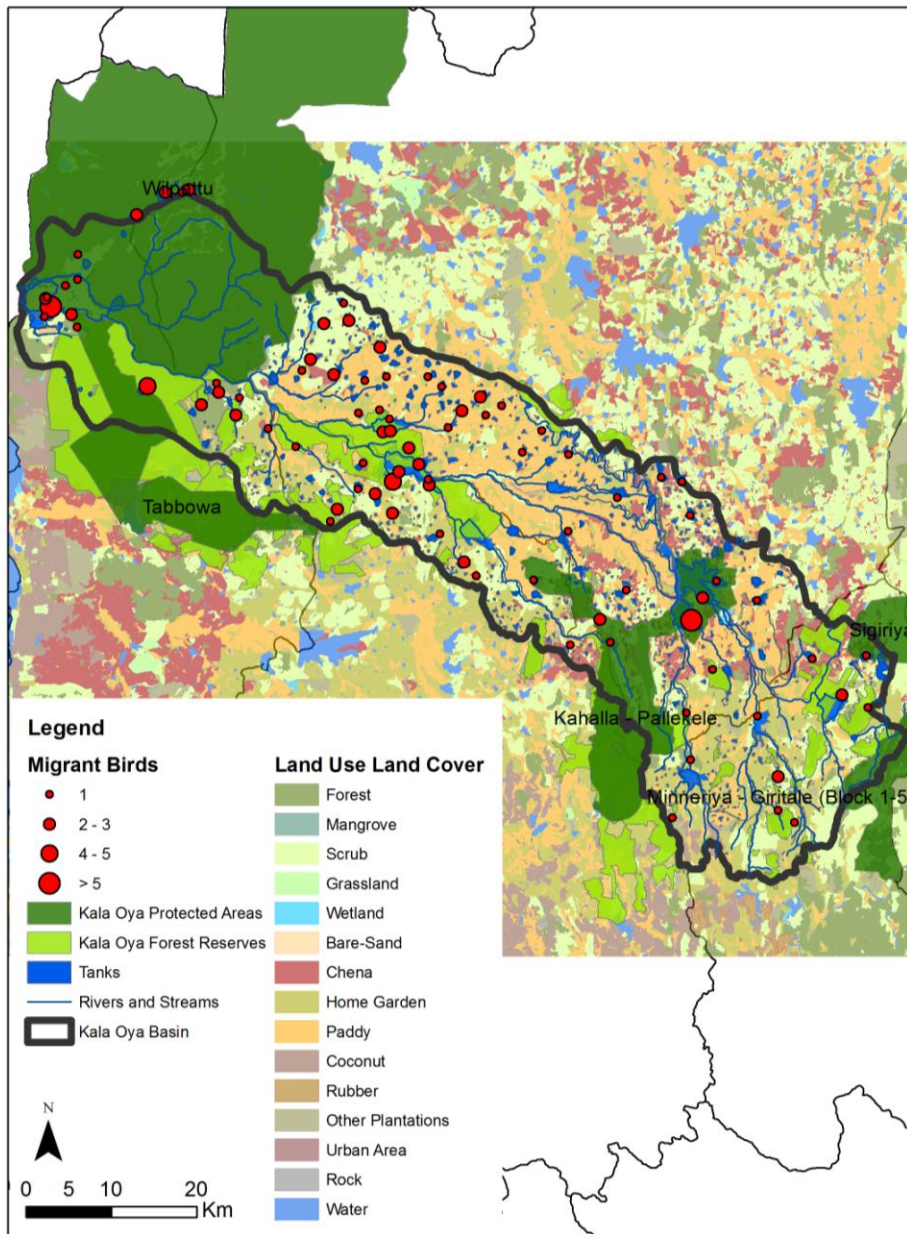 Wilpattu
Tabbowa
Sigiriya
Kahalla - Pallekele
Minneriya - Giritale (Block 1-5
Legend
Migrant Birds
1
2 - 3
4 - 5
> 5
Kala Oya Protected Areas
Kala Oya Forest Reserves
Tanks
Rivers and Streams
Kala Oya Basin
Land Use Land Cover
Forest
Mangrove
Scrub
Grassland
Wetland
Bare-Sand
Chena
Home Garden
Paddy
Coconut
Rubber
Other Plantations
Urban Area
Rock
Water
N
0 5 10 20
Km